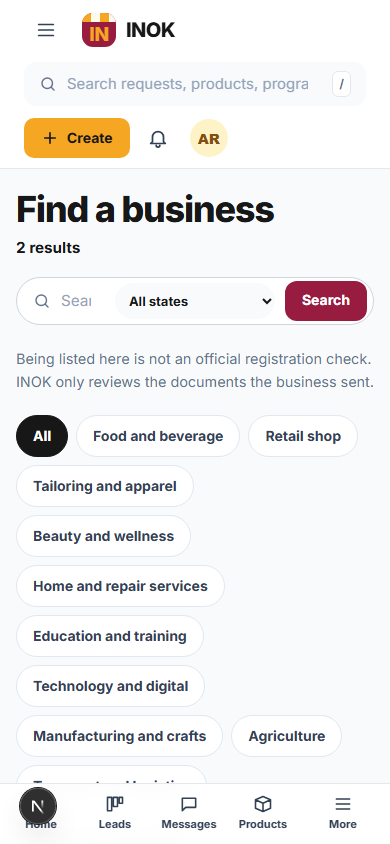 IN INOK
Search requests, products, progra /
+ Create AR
Find a business
2 results
Sear All states Search
Being listed here is not an official registration check.
INOK only reviews the documents the business sent.
All Food and beverage Retail shop
Tailoring and apparel
Beauty and wellness
Home and repair services
Education and training
Technology and digital
Manufacturing and crafts Agriculture
N
Home Leads Messages Products More